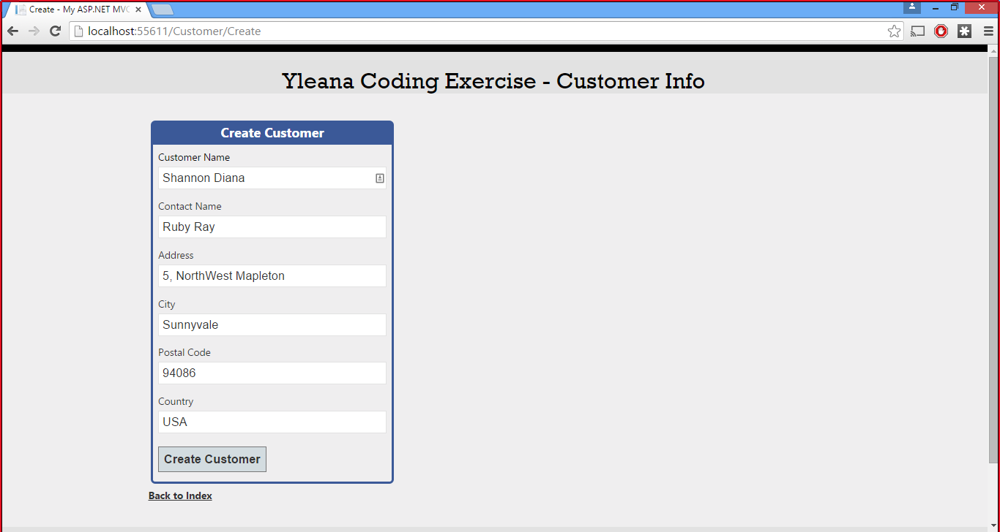 Create - My ASP.NET MVC
localhost:55611/Customer/Create
Yleana Coding Exercise - Customer Info
Create Customer
Customer Name
Shannon Diana
Contact Name
Ruby Ray
Address
5, NorthWest Mapleton
City
Sunnyvale
Postal Code
94086
Country
USA
Create Customer
Back to Index